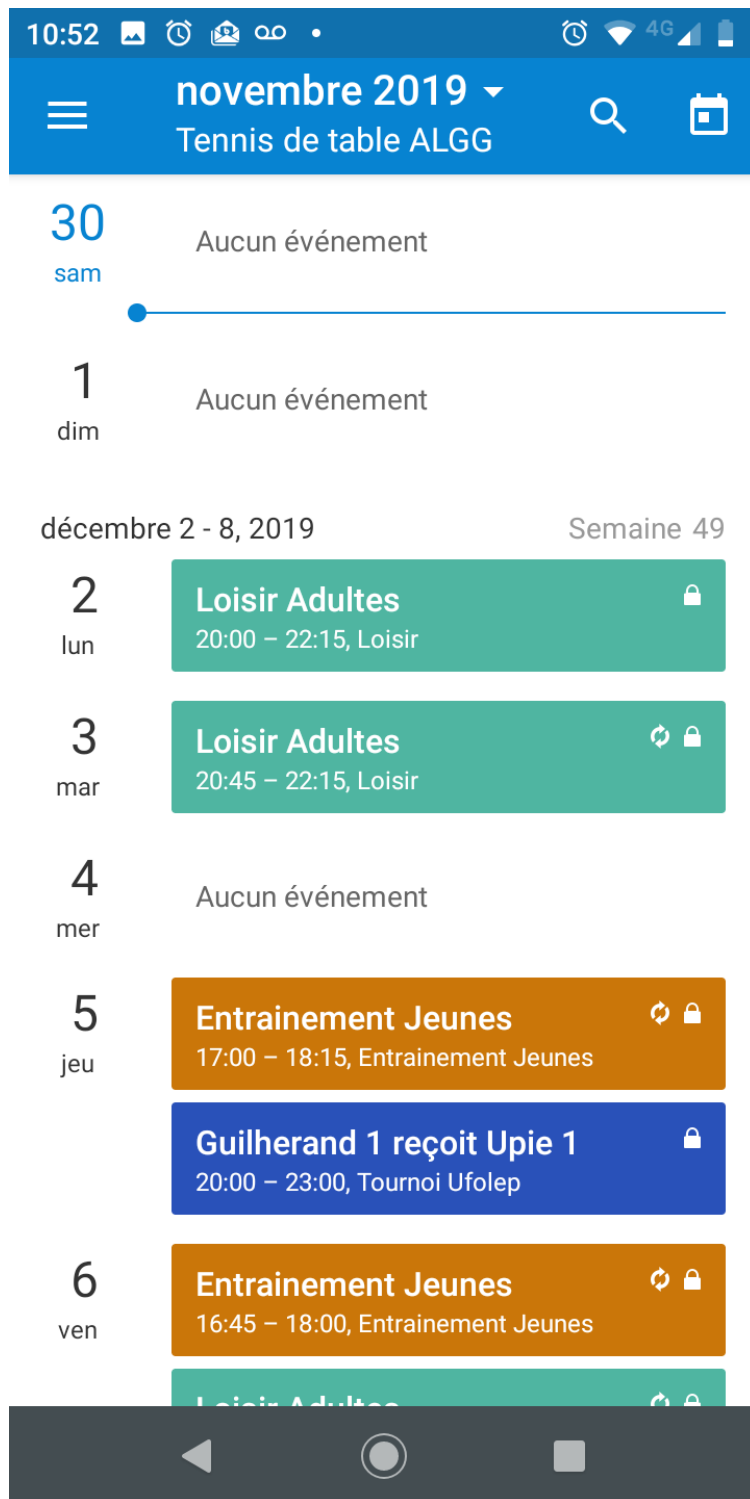 10:52
4G
novembre 2019
Tennis de table ALGG
30
sam
Aucun événement
1
dim
Aucun événement
décembre 2 - 8, 2019 Semaine 49
2
lun
Loisir Adultes
20:00 – 22:15, Loisir
3
mar
Loisir Adultes
20:45 – 22:15, Loisir
4
mer
Aucun événement
5
jeu
Entrainement Jeunes
17:00 – 18:15, Entrainement Jeunes
Guilherand 1 reçoit Upie 1
20:00 – 23:00, Tournoi Ufolep
6
ven
Entrainement Jeunes
16:45 – 18:00, Entrainement Jeunes
Loisir Adultes